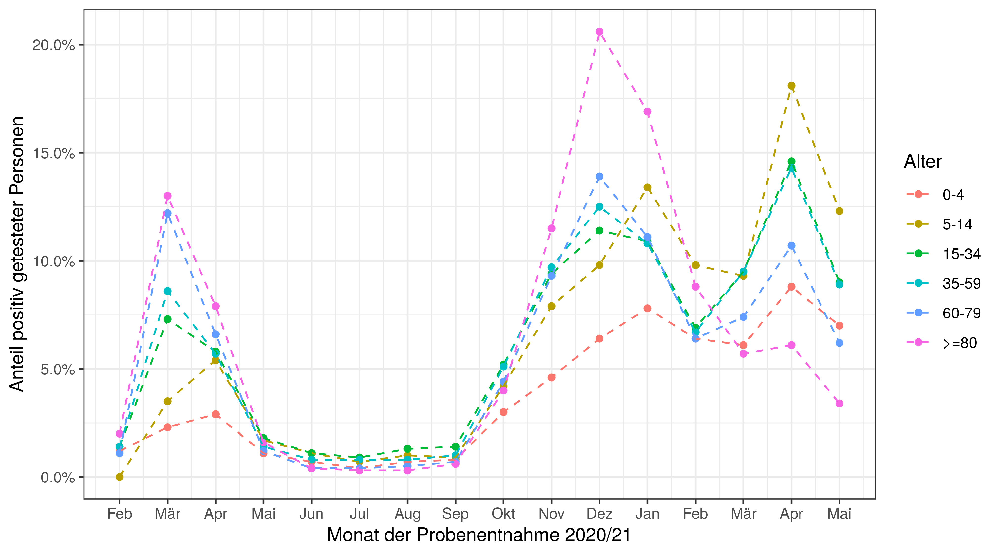 Anteil positiv getesteter Personen
20.0%
15.0%
10.0%
5.0%
0.0%
Feb Mär Apr Mai Jun Jul Aug Sep Okt Nov Dez Jan Feb Mär Apr Mai
Monat der Probenentnahme 2020/21
Alter
0-4
5-14
15-34
35-59
60-79
>=80